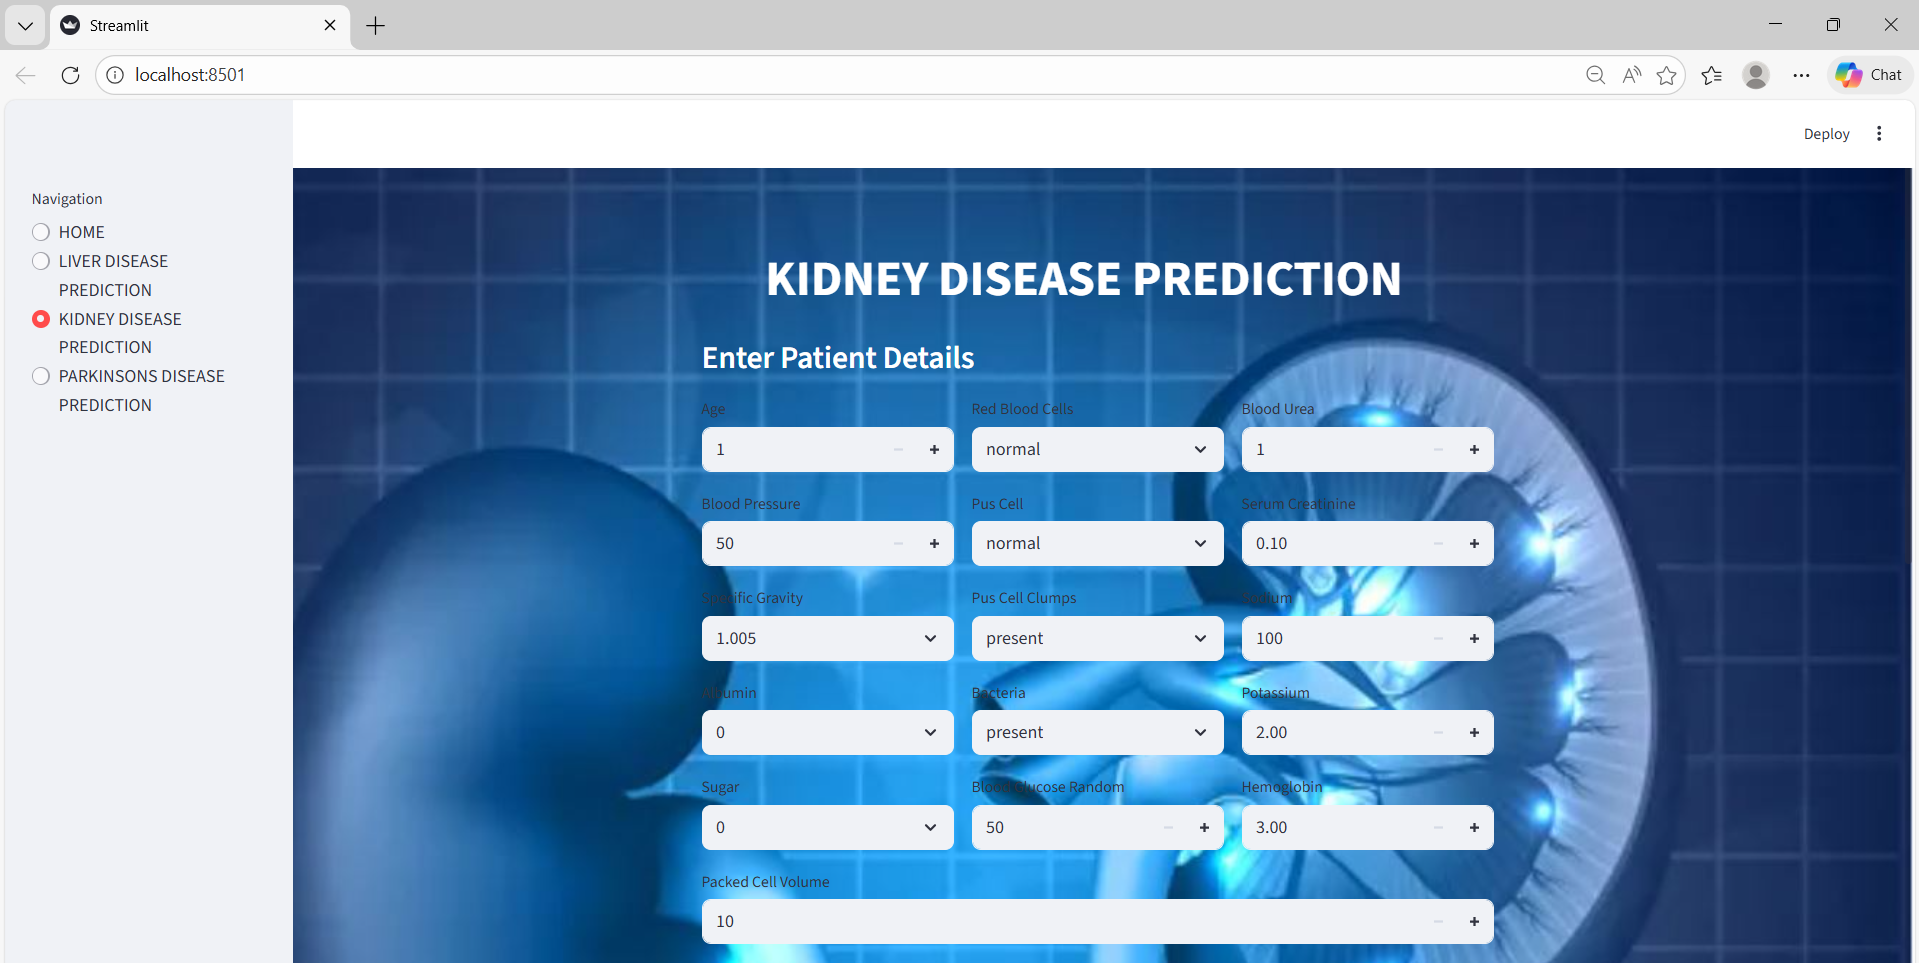 Streamlit
localhost:8501
Chat
Deploy
Navigation
HOME
LIVER DISEASE
PREDICTION
KIDNEY DISEASE
PREDICTION
PARKINSONS DISEASE
PREDICTION
KIDNEY DISEASE PREDICTION
Enter Patient Details
Age
Red Blood Cells
Blood Urea
1
normal
1
Blood Pressure
Pus Cell
Serum Creatinine
50
normal
0.10
Specific Gravity
Pus Cell Clumps
Sodium
1.005
present
100
Albumin
Bacteria
Potassium
0
present
2.00
Sugar
Blood Glucose Random
Hemoglobin
0
50
3.00
Packed Cell Volume
10